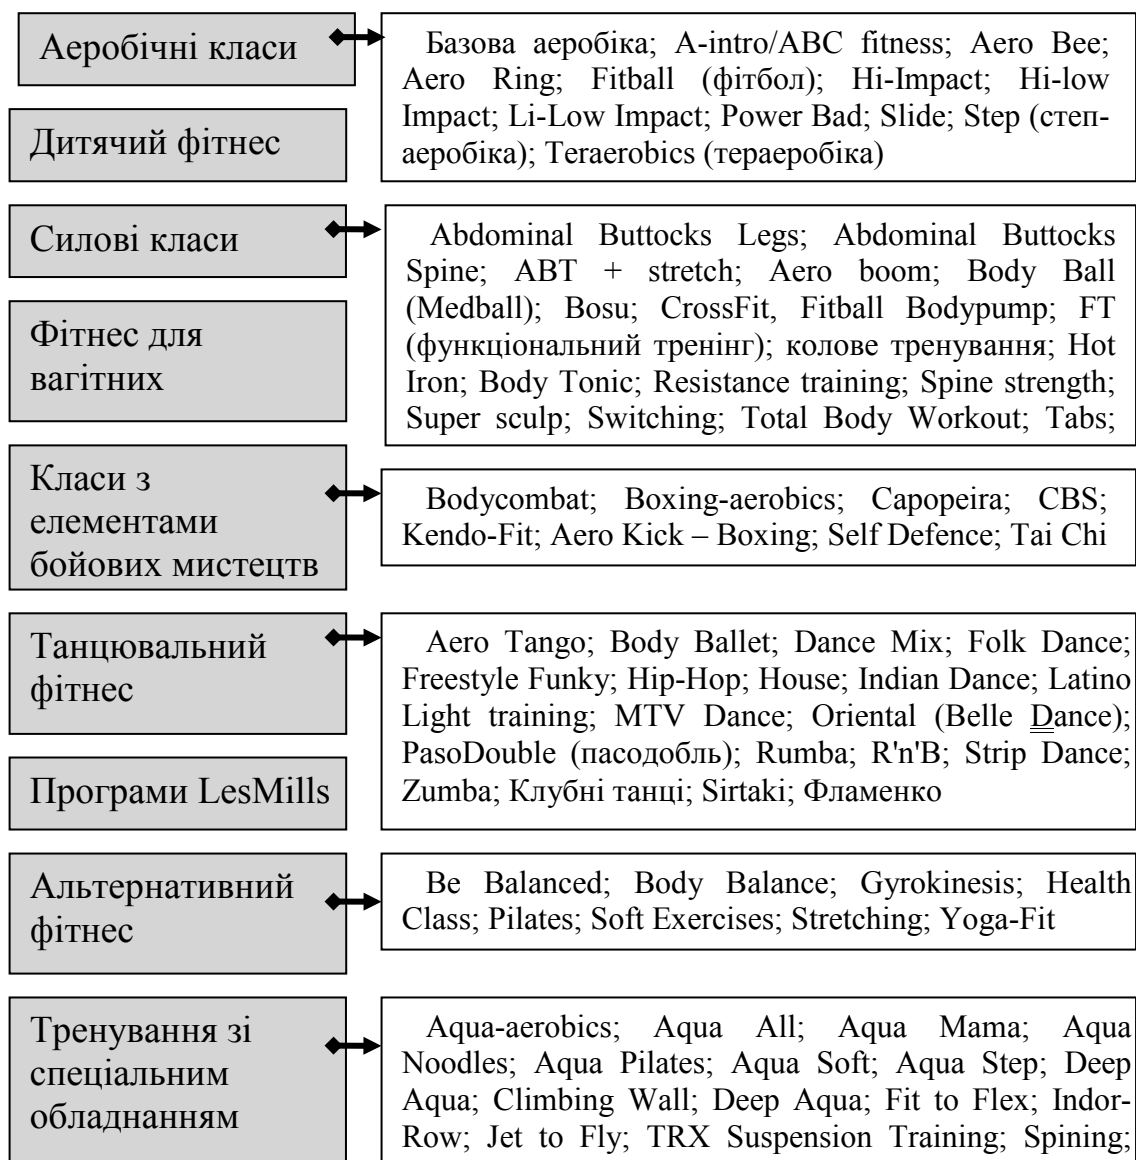 Аеробічні класи
Базова аеробіка; A-intro/ABC fitness; Aero Bee;
Aero Ring; Fitball (фітбол); Hi-Impact; Hi-low
Impact; Li-Low Impact; Power Bad; Slide; Step (степ-
аеробіка); Teraerobics (тераеробіка)
Дитячий фітнес
Силові класи
Abdominal Buttocks Legs; Abdominal Buttocks
Spine; ABT + stretch; Aero boom; Body Ball
(Medball); Bosu; CrossFit, Fitball Bodypump; FT
(функціональний тренінг); колове тренування; Hot
Iron; Body Tonic; Resistance training; Spine strength;
Super sculp; Switching; Total Body Workout; Tabs;
Фітнес для
вагітних
Класи з
елементами
бойових мистецтв
Bodycombat; Boxing-aerobics; Capopeira; CBS;
Kendo-Fit; Aero Kick – Boxing; Self Defence; Tai Chi
Танцювальний
фітнес
Aero Tango; Body Ballet; Dance Mix; Folk Dance;
Freestyle Funky; Hip-Hop; House; Indian Dance; Latino
Light training; MTV Dance; Oriental (Belle Dance);
PasoDouble (пасодобль); Rumba; R'n'B; Strip Dance;
Zumba; Клубні танці; Sirtaki; Фламенко
Програми LesMills
Альтернативний
фітнес
Be Balanced; Body Balance; Gyrokinesis; Health
Class; Pilates; Soft Exercises; Stretching; Yoga-Fit
Тренування зі
спеціальним
обладнанням
Aqua-aerobics; Aqua All; Aqua Mama; Aqua
Noodles; Aqua Pilates; Aqua Soft; Aqua Step; Deep
Aqua; Climbing Wall; Deep Aqua; Fit to Flex; Indor-
Row; Jet to Fly; TRX Suspension Training; Spining;